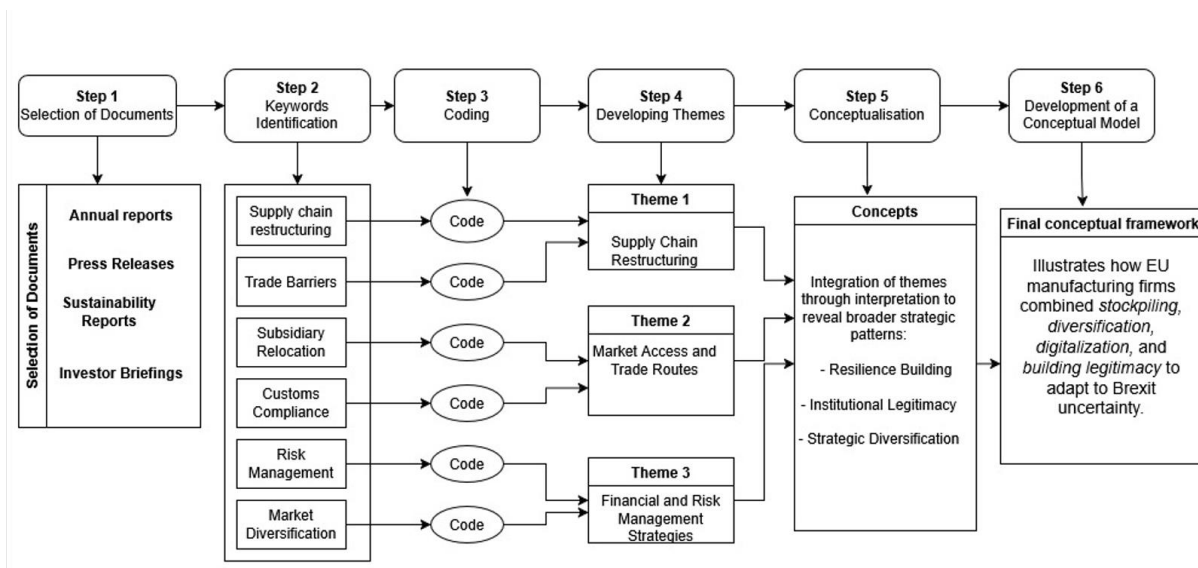 Step 1
Selection of Documents
Step 2
Keywords
Identification
Step 3
Coding
Step 4
Developing Themes
Step 5
Conceptualisation
Step 6
Development of a
Conceptual Model
Selection of Documents
Annual reports
Press Releases
Sustainability
Reports
Investor Briefings
Supply chain
restructuring
Trade Barriers
Subsidiary
Relocation
Customs
Compliance
Risk
Management
Market
Diversification
Code
Code
Code
Code
Code
Code
Theme 1
Supply Chain
Restructuring
Theme 2
Market Access and
Trade Routes
Theme 3
Financial and Risk
Management
Strategies
Concepts
Integration of themes
through interpretation to
reveal broader strategic
patterns:
- Resilience Building
- Institutional Legitimacy
- Strategic Diversification
Final conceptual framework
Illustrates how EU
manufacturing firms
combined stockpiling,
diversification,
digitalization, and
building legitimacy to
adapt to Brexit
uncertainty.